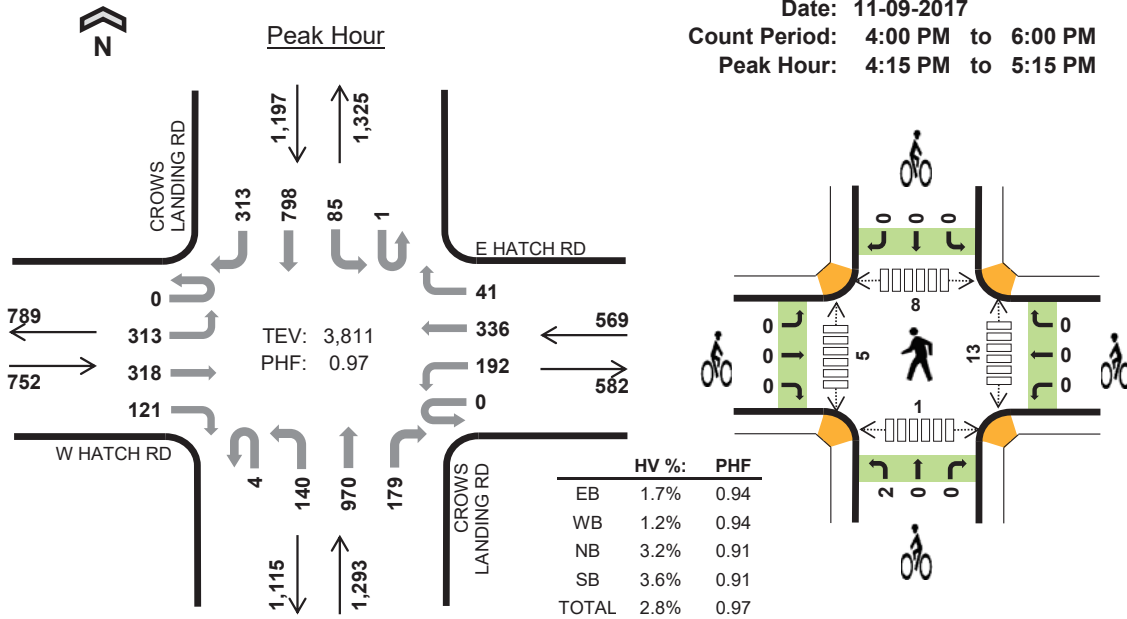 N
Peak Hour
Date: 11-09-2017
Count Period: 4:00 PM to 6:00 PM
Peak Hour: 4:15 PM to 5:15 PM
1,197
1,325
CROWS
LANDING RD
313
798
85
1
E HATCH RD
0
313
318
121
789
752
TEV: 3,811
PHF: 0.97
41
336
192
0
569
582
W HATCH RD
4
140
970
179
CROWS
LANDING RD
1,115
1,293
HV %: PHF
EB 1.7% 0.94
WB 1.2% 0.94
NB 3.2% 0.91
SB 3.6% 0.91
TOTAL 2.8% 0.97
0 0 0
8
0
0
0
5
13
0
0
0
1
2 0 0